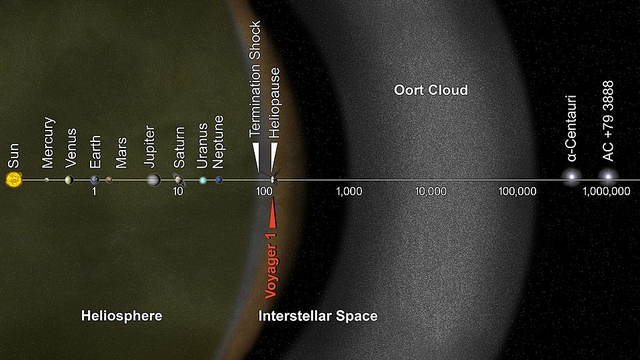 Sun
Mercury
Venus
Earth
Mars
Jupiter
Saturn
Uranus
Neptune
Termination Shock
Heliopause
Oort Cloud
α-Centauri
AC +79 3888
1
10
100
1,000
10,000
100,000
1,000,000
Voyager 1
Heliosphere
Interstellar Space